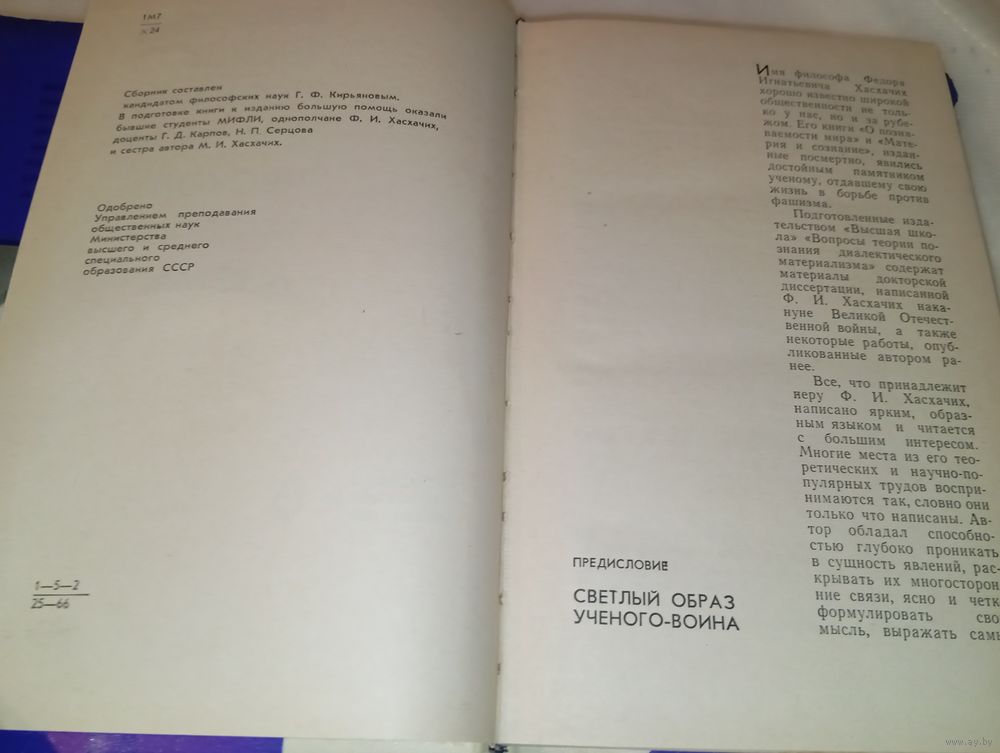 1М7
X24
Сборник составлен
кандидатом философских наук Г. Ф. Кирьяновым.
В подготовке книги к изданию большую помощь оказали
бывшие студенты МИФЛИ, однополчане Ф. И. Хасхачих,
доценты Г. Д. Карпов, Н. П. Серцова
и сестра автора М. И. Хасхачих.
Одобрено
Управлением преподавания
общественных наук
Министерства
высшего и среднего
специального
образования СССР
1—5—2
25—66
ПРЕДИСЛОВИЕ
СВЕТЛЫЙ ОБРАЗ
УЧЕНОГО-ВОИНА
Имя философа Федора
Игнатьевича Хасхачих
хорошо известно широкой
общественности не толь-
ко у нас, но и за рубе-
жом. Его книги «О позна-
ваемости мира» и «Мате-
рия и сознание», издан-
ные посмертно, явились
достойным памятником
ученому, отдавшему свою
жизнь в борьбе против
фашизма.
Подготовленные изда-
тельством «Высшая шко-
ла» «Вопросы теории по-
знания диалектического
материализма» содержат
материалы докторской
диссертации, написанной
Ф. И. Хасхачих нака-
нуне Великой Отечест-
венной войны, а также
некоторые работы, опуб-
ликованные автором ра-
нее.
Все, что принадлежит
перу Ф. И. Хасхачих,
написано ярким, образ-
ным языком и читается
с большим интересом.
Многие места из его тео-
ретических и научно-по-
пулярных трудов воспри-
нимаются так, словно они
только что написаны. Ав-
тор обладал способно-
стью глубоко проникать
в сущность явлений, рас-
крывать их многосторон
ние связи, ясно и четк
формулировать сво
мысль, выражать самы
www.ay.by